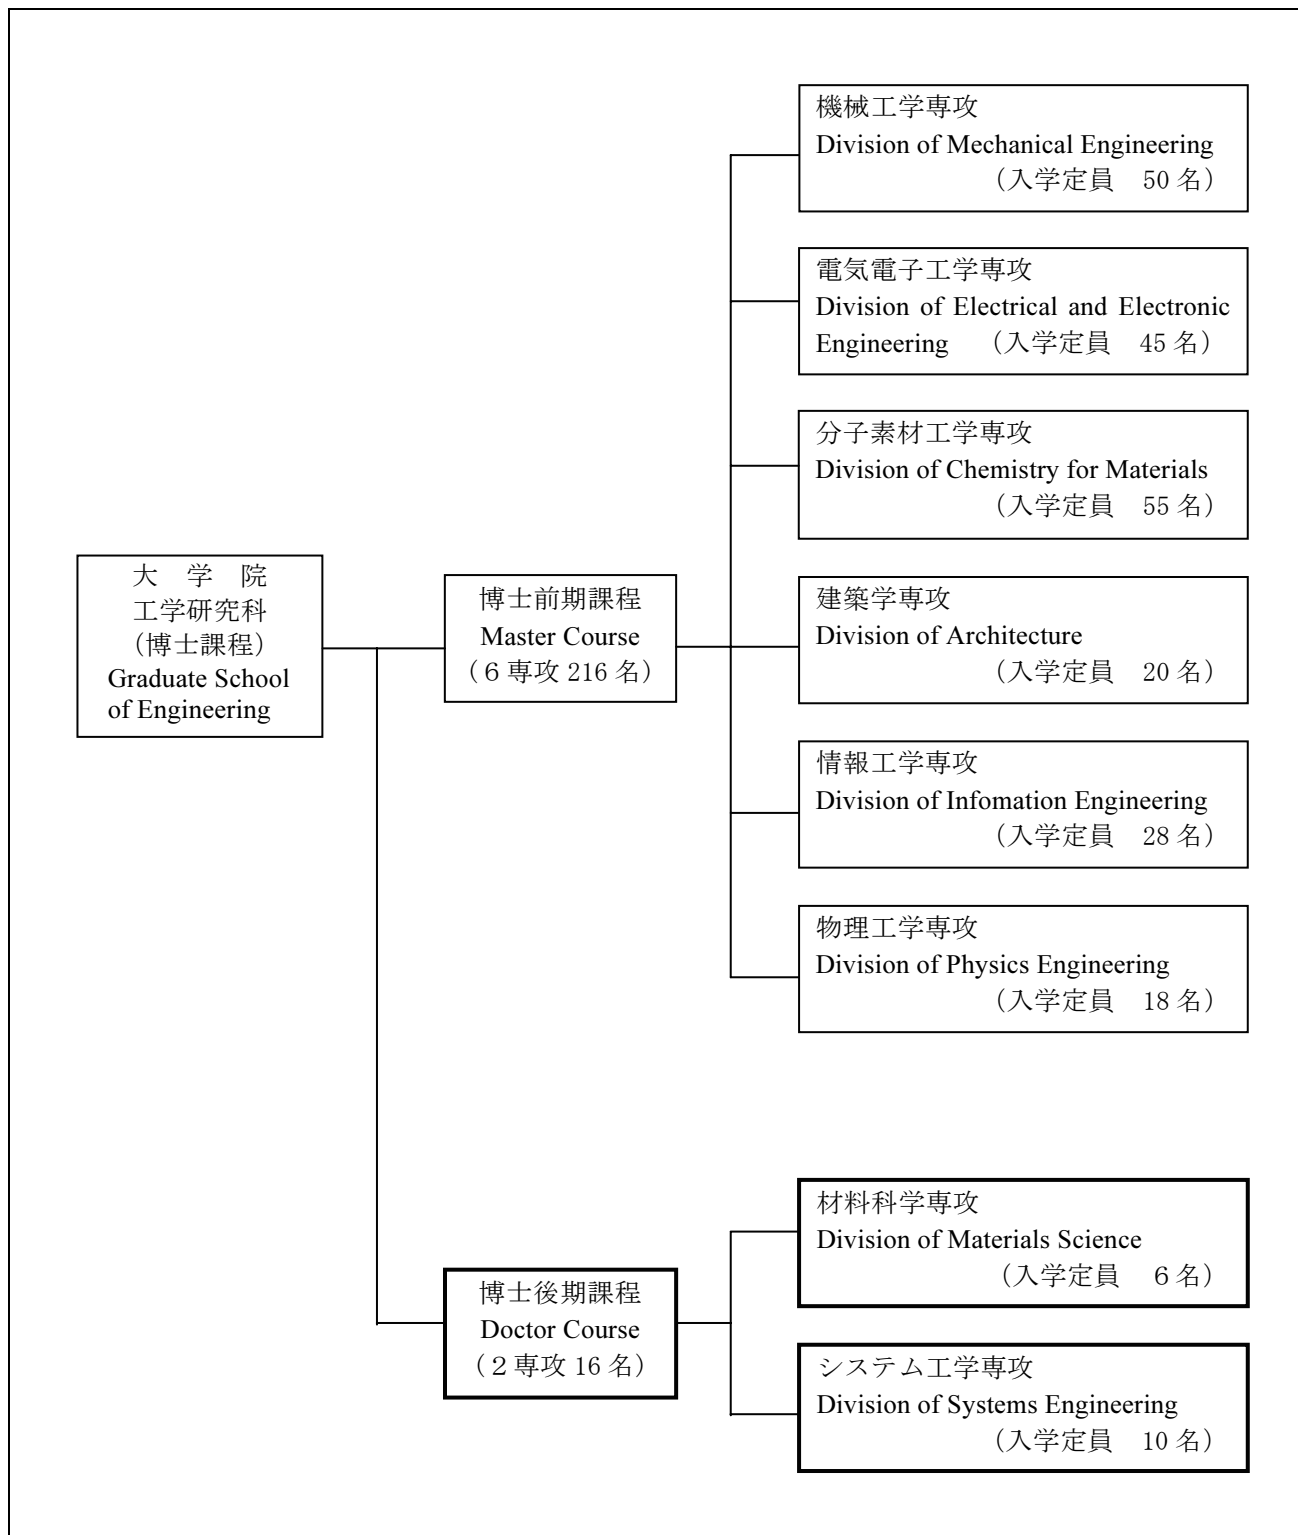 大　学　院
工学研究科
（博士課程）
Graduate School
of Engineering
博士前期課程
Master Course
（６専攻 216 名）
機械工学専攻
Division of Mechanical Engineering
（入学定員　50 名）
電気電子工学専攻
Division of Electrical and Electronic
Engineering　（入学定員　45 名）
分子素材工学専攻
Division of Chemistry for Materials
（入学定員　55 名）
建築学専攻
Division of Architecture
（入学定員　20 名）
情報工学専攻
Division of Infomation Engineering
（入学定員　28 名）
物理工学専攻
Division of Physics Engineering
（入学定員　18 名）
博士後期課程
Doctor Course
（２専攻 16 名）
材料科学専攻
Division of Materials Science
（入学定員　６名）
システム工学専攻
Division of Systems Engineering
（入学定員　10 名）